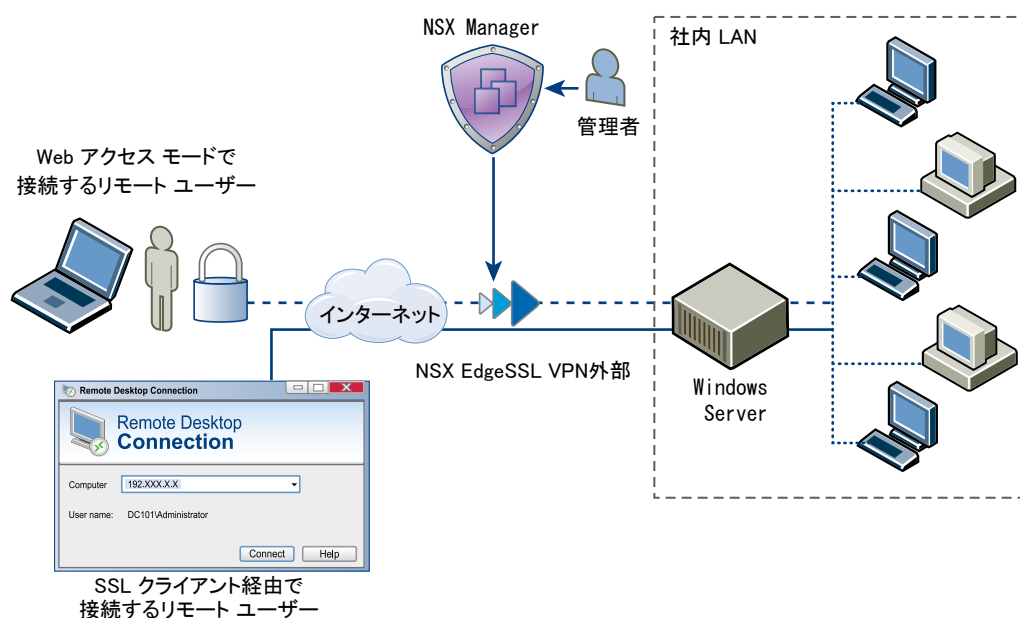 NSX Manager
管理者
社内 LAN
Web アクセス モードで
接続するリモート ユーザー
インターネット
NSX EdgeSSL VPN外部
Windows
Server
Remote Desktop Connection
Remote Desktop
Connection
Computer 192.XXX.X.X
User name: DC101\Administrator
Connect Help
SSL クライアント経由で
接続するリモート ユーザー